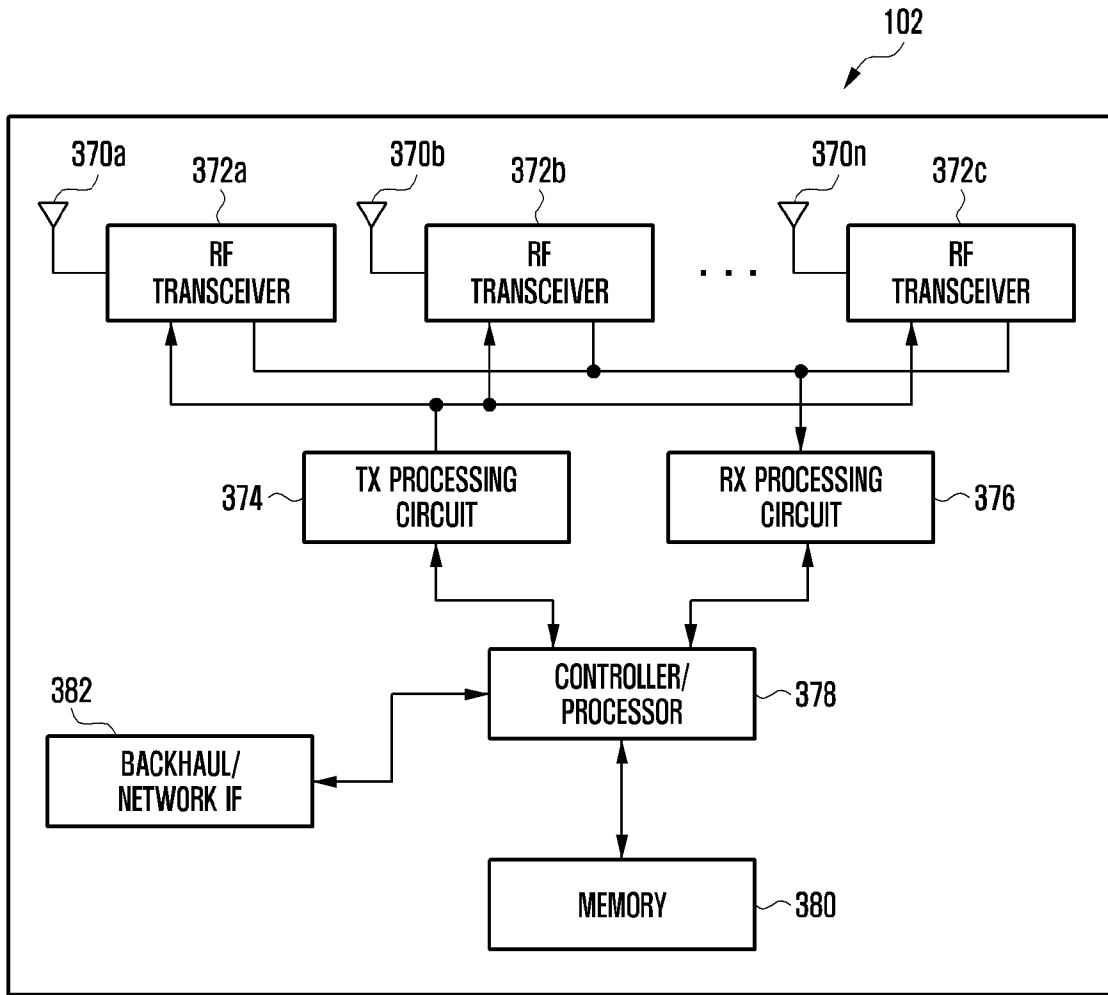 102
370a
372a
370b
372b
370n
372c
RF
TRANSCEIVER
RF
TRANSCEIVER
. . .
RF
TRANSCEIVER
374
TX PROCESSING
CIRCUIT
RX PROCESSING
CIRCUIT
376
CONTROLLER/
PROCESSOR
378
382
BACKHAUL/
NETWORK IF
MEMORY
380